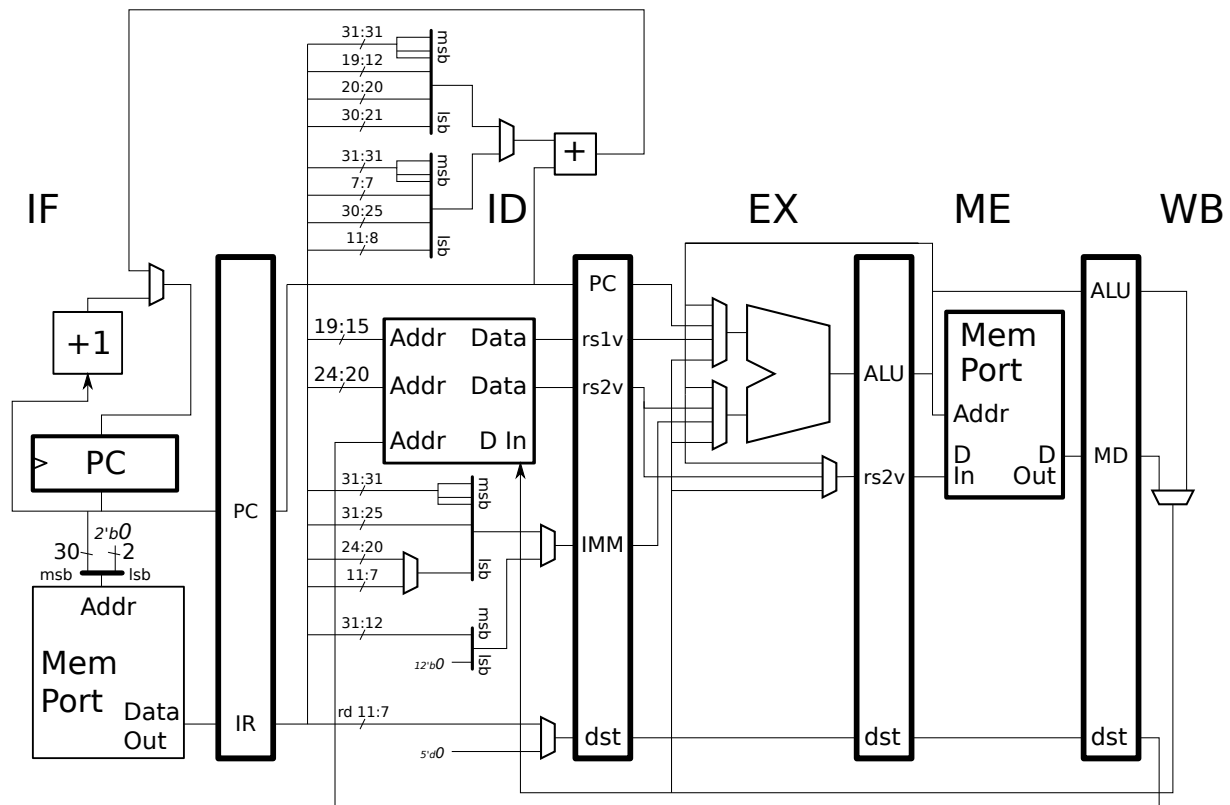 31:31
msb
19:12
20:20
30:21
lsb
+
31:31
msb
7:7
30:25
11:8
lsb
IF
ID
EX
ME
WB
+1
PC
2'b0
30
2
msb
lsb
Addr
Mem
Port
Data
Out
PC
IR
19:15
24:20
Addr
Data
Addr
Data
Addr
D In
31:31
msb
31:25
24:20
11:7
lsb
31:12
msb
12'b0
lsb
rd 11:7
5'd0
PC
rs1v
rs2v
IMM
dst
ALU
rs2v
dst
Mem
Port
Addr
D
In
D
Out
ALU
MD
dst